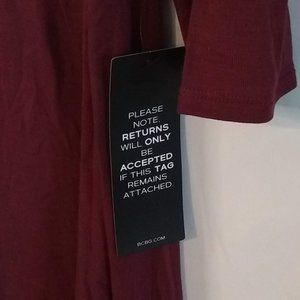 PLEASE
NOTE.
RETURNS
WILL ONLY
BE
ACCEPTED
IF THIS TAG
REMAINS
ATTACHED.
BCBG.COM